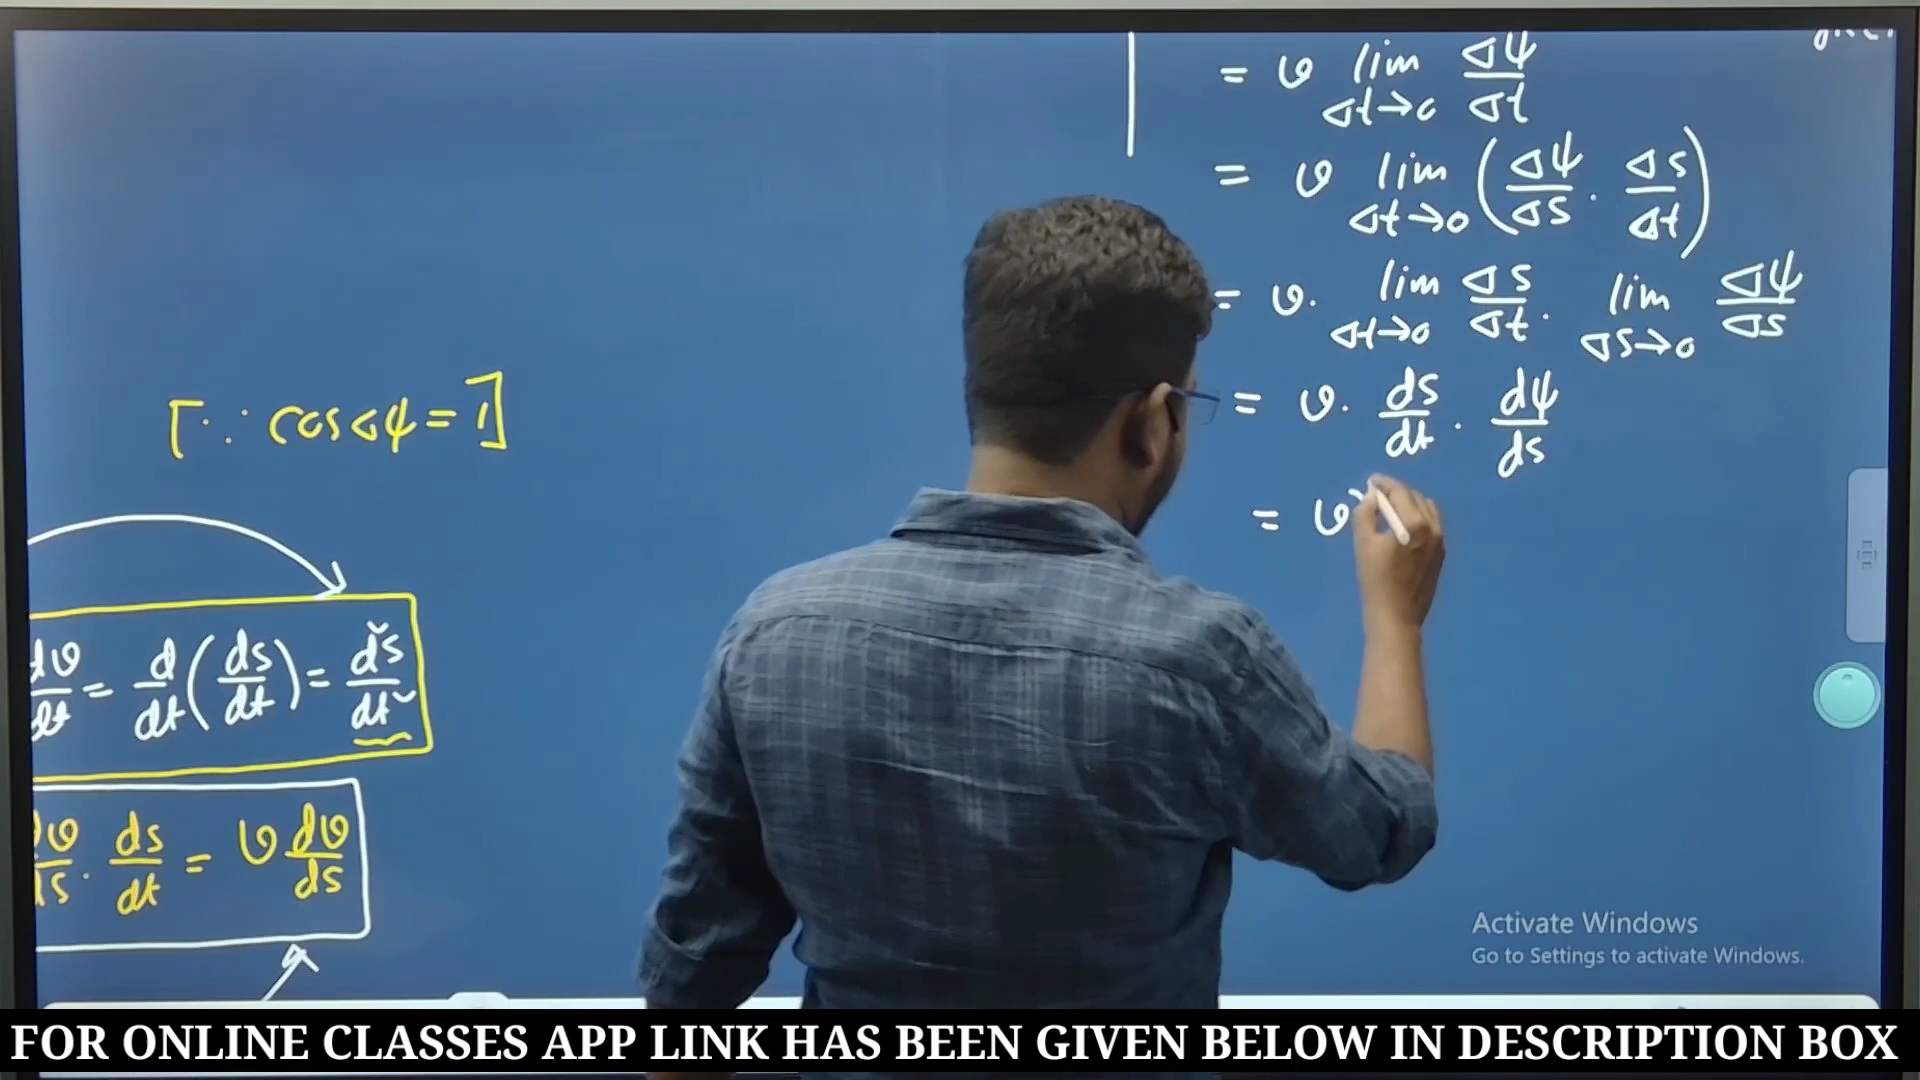 = v lim Δt→0 Δψ/Δt
= v lim Δt→0 (Δψ/Δs · Δs/Δt)
= v · lim Δt→0 Δs/Δt · lim Δs→0 Δψ/Δs
= v · ds/dt · dψ/ds
= v
[∵ cos Δψ = 1]
dv/dt = d/dt (ds/dt) = d²s/dt²
dv/ds · ds/dt = v dv/ds
Activate Windows
Go to Settings to activate Windows.
FOR ONLINE CLASSES APP LINK HAS BEEN GIVEN BELOW IN DESCRIPTION BOX